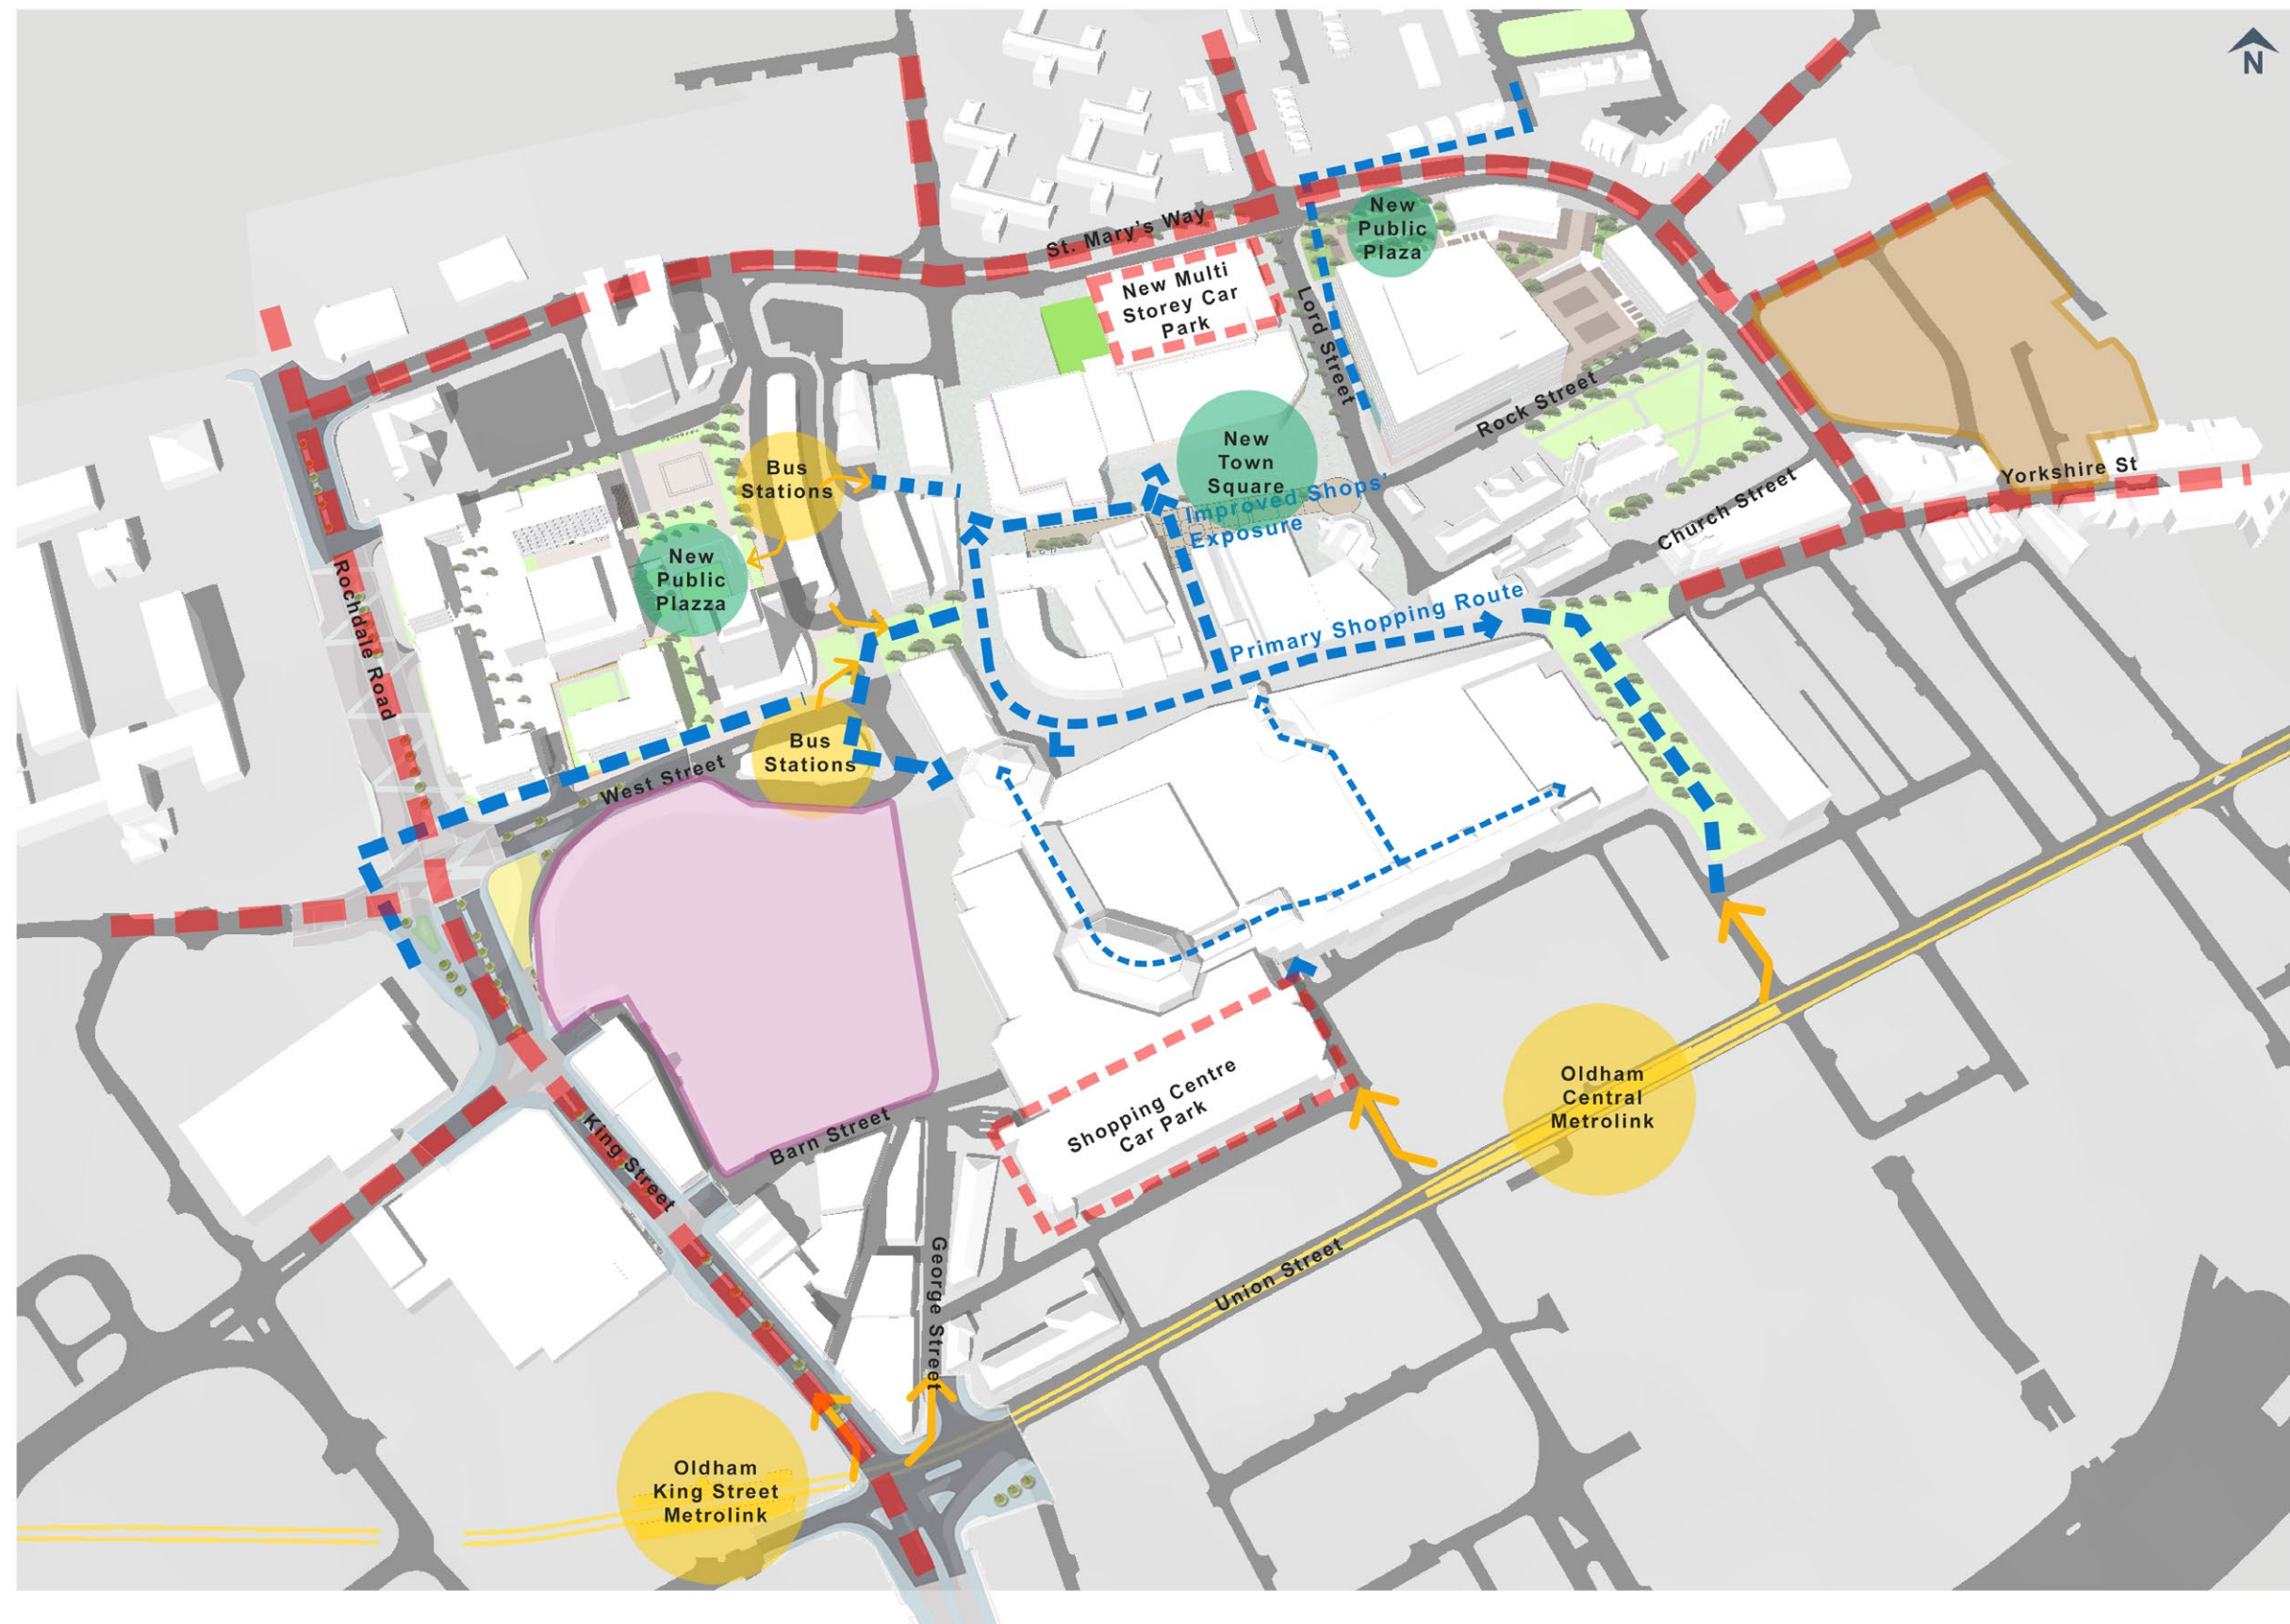 N
New
Public
Plaza
St. Mary's Way
New Multi
Storey Car
Park
Lord Street
Rock Street
New
Town
Square
Improved Shops'
Exposure
Yorkshire St
Church Street
Bus
Stations
New
Public
Plazza
Rochdale Road
Primary Shopping Route
Bus
Stations
West Street
Shopping Centre
Car Park
Oldham
Central
Metrolink
Barn Street
King Street
George Street
Union Street
Oldham
King Street
Metrolink